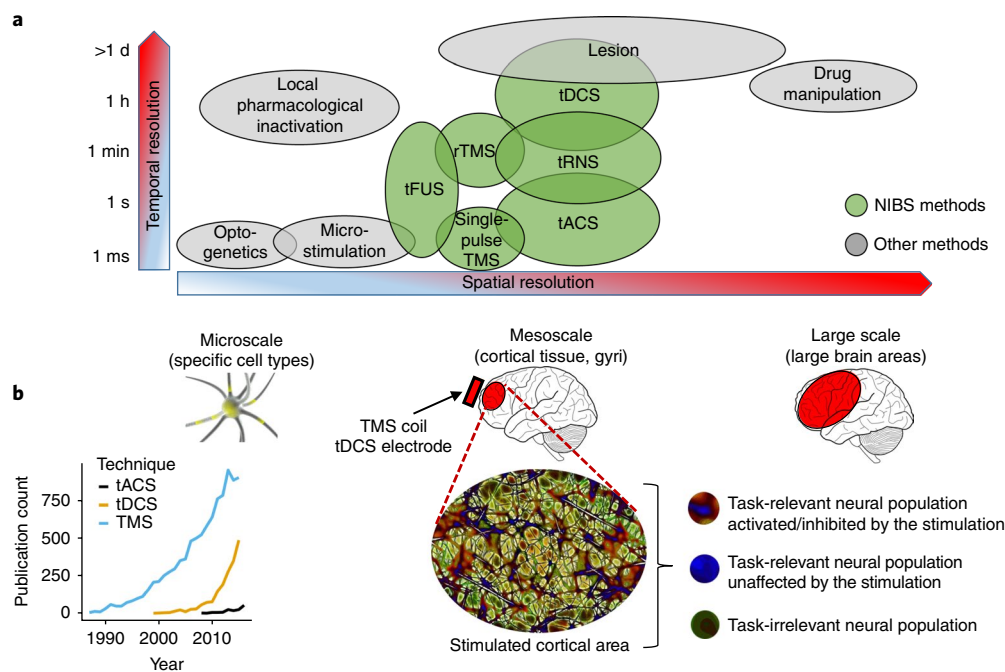 a
>1 d
1 h
1 min
1 s
1 ms
Temporal resolution
Lesion
Local
pharmacological
inactivation
Drug
manipulation
tDCS
rTMS
tRNS
tFUS
tACS
Single-
pulse
TMS
Opto-
genetics
Micro-
stimulation
NIBS methods
Other methods
Spatial resolution
Microscale
(specific cell types)
Mesoscale
(cortical tissue, gyri)
Large scale
(large brain areas)
b
TMS coil
tDCS electrode
Technique
tACS
tDCS
TMS
Publication count
750
500
250
0
1990
2000
2010
Year
Stimulated cortical area
Task-relevant neural population
activated/inhibited by the stimulation
Task-relevant neural population
unaffected by the stimulation
Task-irrelevant neural population